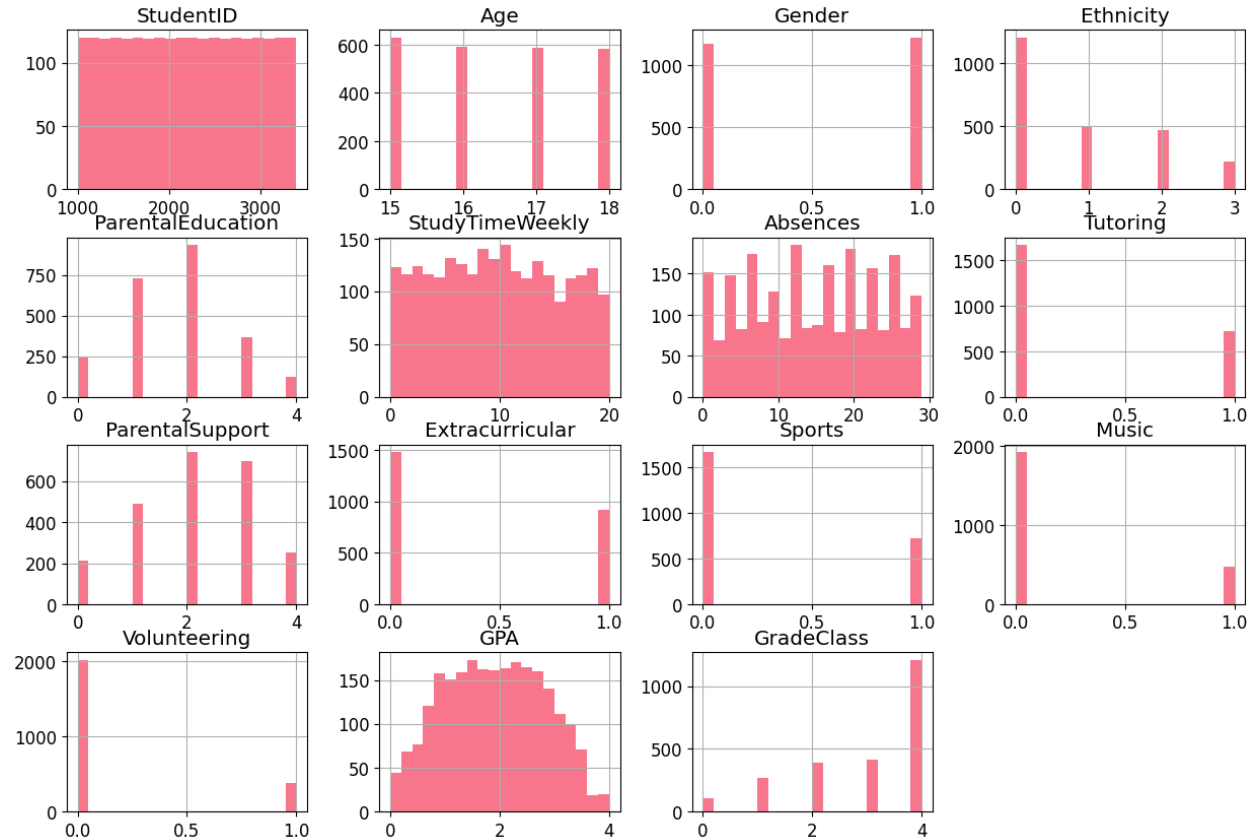 StudentID
100
50
0
1000 2000 3000
Age
600
400
200
0
15 16 17 18
Gender
1000
500
0
0.0 0.5 1.0
Ethnicity
1000
500
0
0 1 2 3
ParentalEducation
750
500
250
0
0 2 4
StudyTimeWeekly
150
100
50
0
0 10 20
Absences
150
100
50
0
0 10 20 30
Tutoring
1500
1000
500
0
0.0 0.5 1.0
ParentalSupport
600
400
200
0
0 2 4
Extracurricular
1500
1000
500
0
0.0 0.5 1.0
Sports
1500
1000
500
0
0.0 0.5 1.0
Music
2000
1000
0
0.0 0.5 1.0
Volunteering
2000
1000
0
0.0 0.5 1.0
GPA
150
100
50
0
0 2 4
GradeClass
1000
500
0
0 2 4